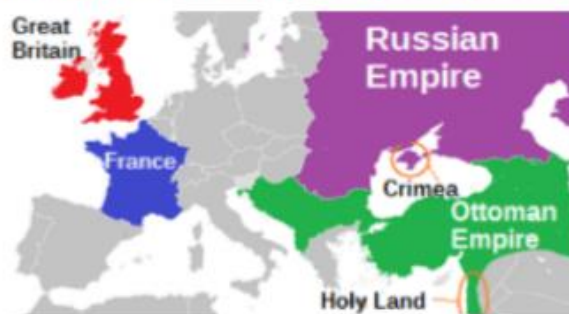 Great
Britain
Russian
Empire
France
Crimea
Ottoman
Empire
Holy Land